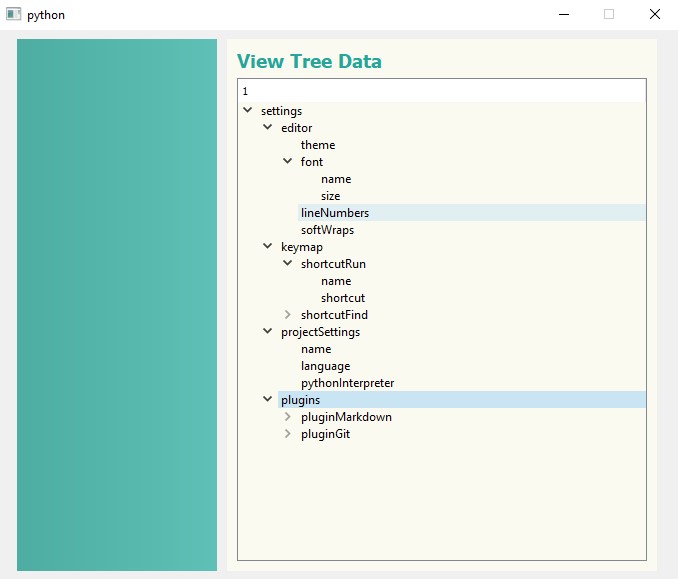 python
View Tree Data
1
settings
editor
theme
font
name
size
lineNumbers
softWraps
keymap
shortcutRun
name
shortcut
shortcutFind
projectSettings
name
language
pythonInterpreter
plugins
pluginMarkdown
pluginGit